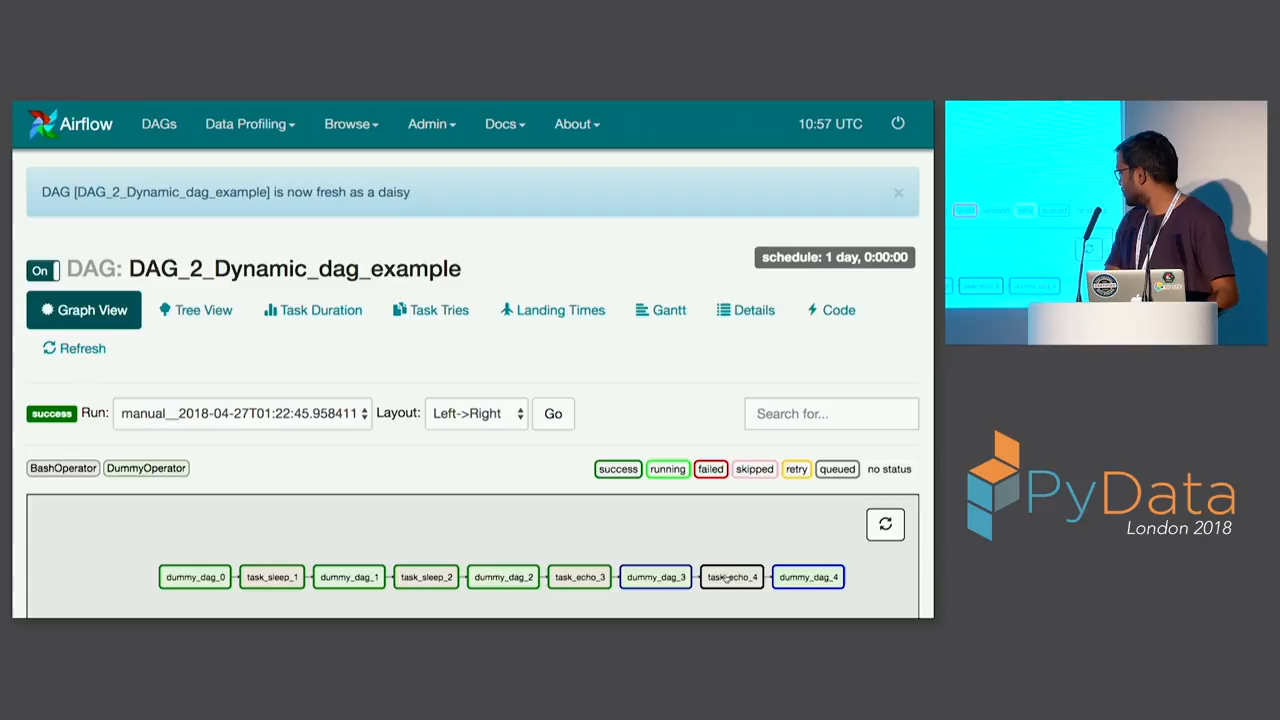 Airflow DAGs Data Profiling Browse Admin Docs About 10:57 UTC
DAG [DAG_2_Dynamic_dag_example] is now fresh as a daisy ×
On DAG: DAG_2_Dynamic_dag_example schedule: 1 day, 0:00:00
Graph View Tree View Task Duration Task Tries Landing Times Gantt Details Code
Refresh
success Run: manual__2018-04-27T01:22:45.958411 Layout: Left->Right Go Search for...
BashOperator DummyOperator success running failed skipped retry queued no status
dummy_dag_0 task_sleep_1 dummy_dag_1 task_sleep_2 dummy_dag_2 task_echo_3 dummy_dag_3 task_echo_4 dummy_dag_4
PyData
London 2018